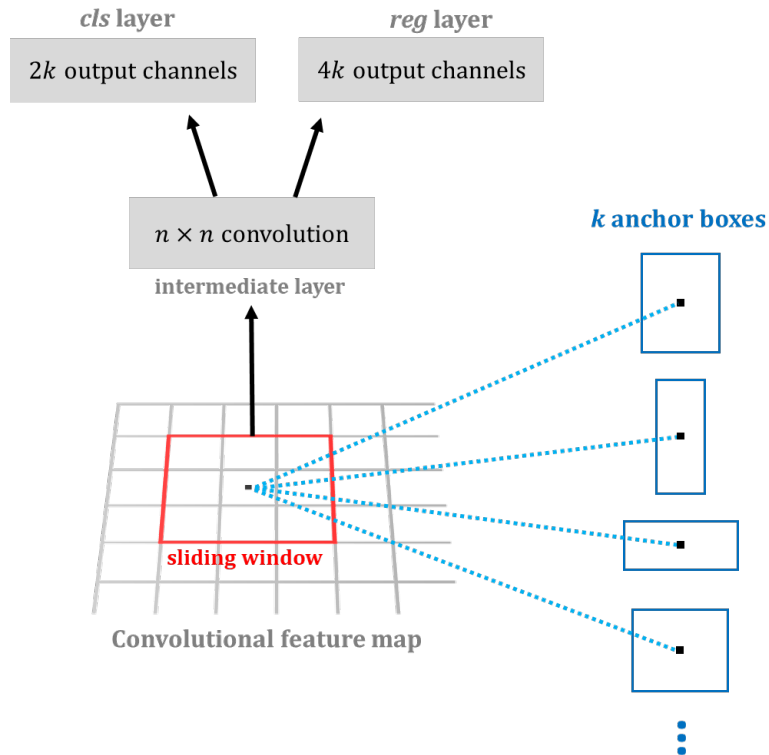 cls layer
reg layer
2k output channels
4k output channels
n × n convolution
intermediate layer
k anchor boxes
sliding window
Convolutional feature map